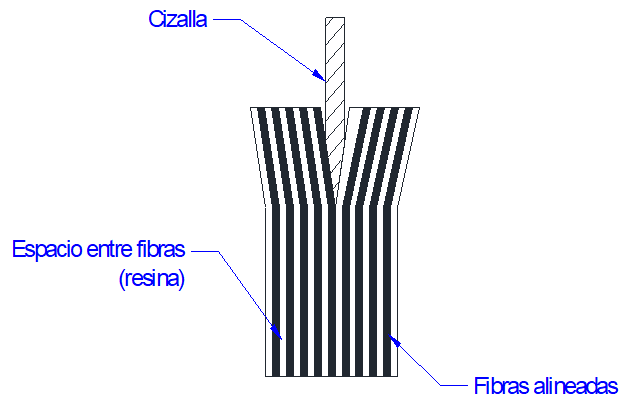 Cizalla
Espacio entre fibras
(resina)
Fibras alineadas